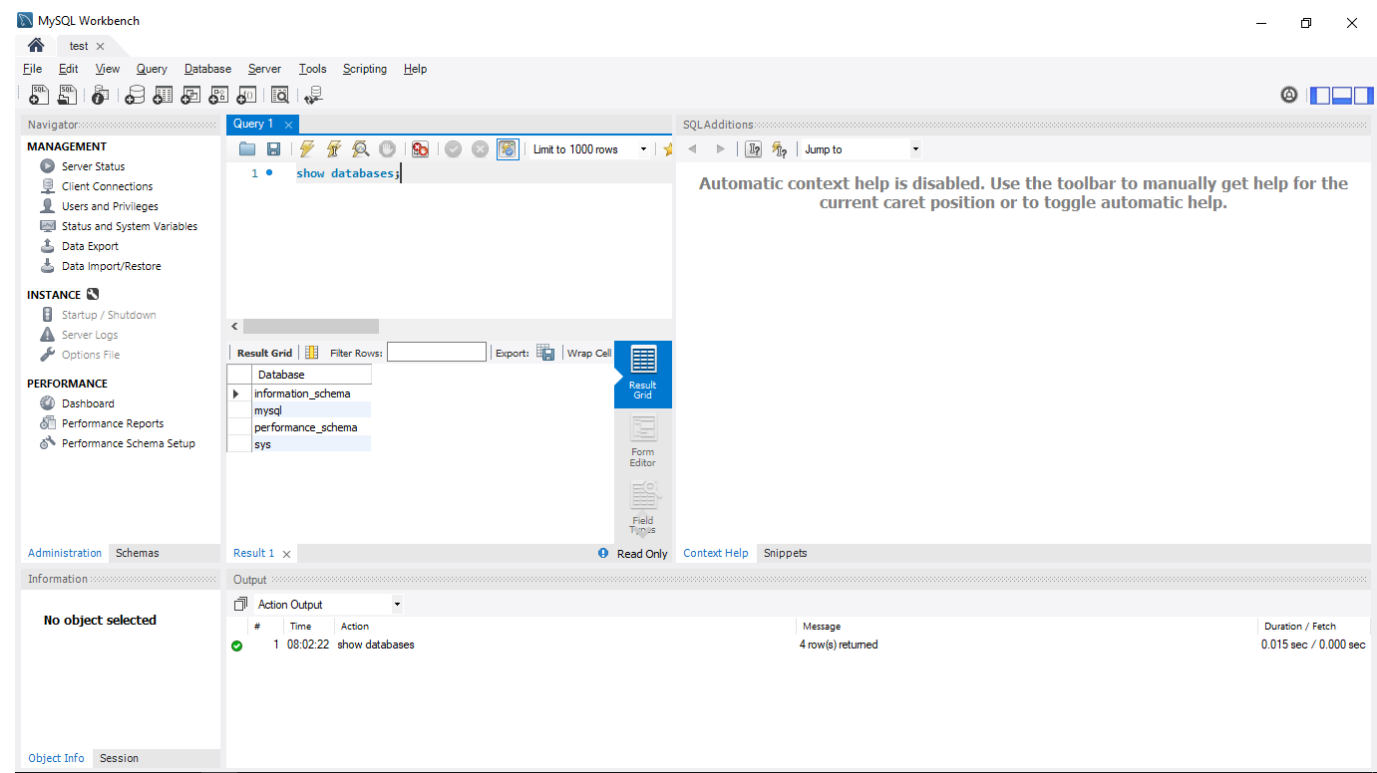 MySQL Workbench
test
File Edit View Query Database Server Tools Scripting Help
Navigator
MANAGEMENT
Server Status
Client Connections
Users and Privileges
Status and System Variables
Data Export
Data Import/Restore
INSTANCE
Startup / Shutdown
Server Logs
Options File
PERFORMANCE
Dashboard
Performance Reports
Performance Schema Setup
Administration Schemas
Query 1
Limit to 1000 rows
1 show databases;
Result Grid Filter Rows: Export: Wrap Cell
Database
information_schema
mysql
performance_schema
sys
Result
Grid
Form
Editor
Field
Types
Result 1 Read Only
SQLAdditions
Jump to
Automatic context help is disabled. Use the toolbar to manually get help for the
current caret position or to toggle automatic help.
Context Help Snippets
Information
No object selected
Object Info Session
Output
Action Output
# Time Action Message Duration / Fetch
1 08:02:22 show databases 4 row(s) returned 0.015 sec / 0.000 sec